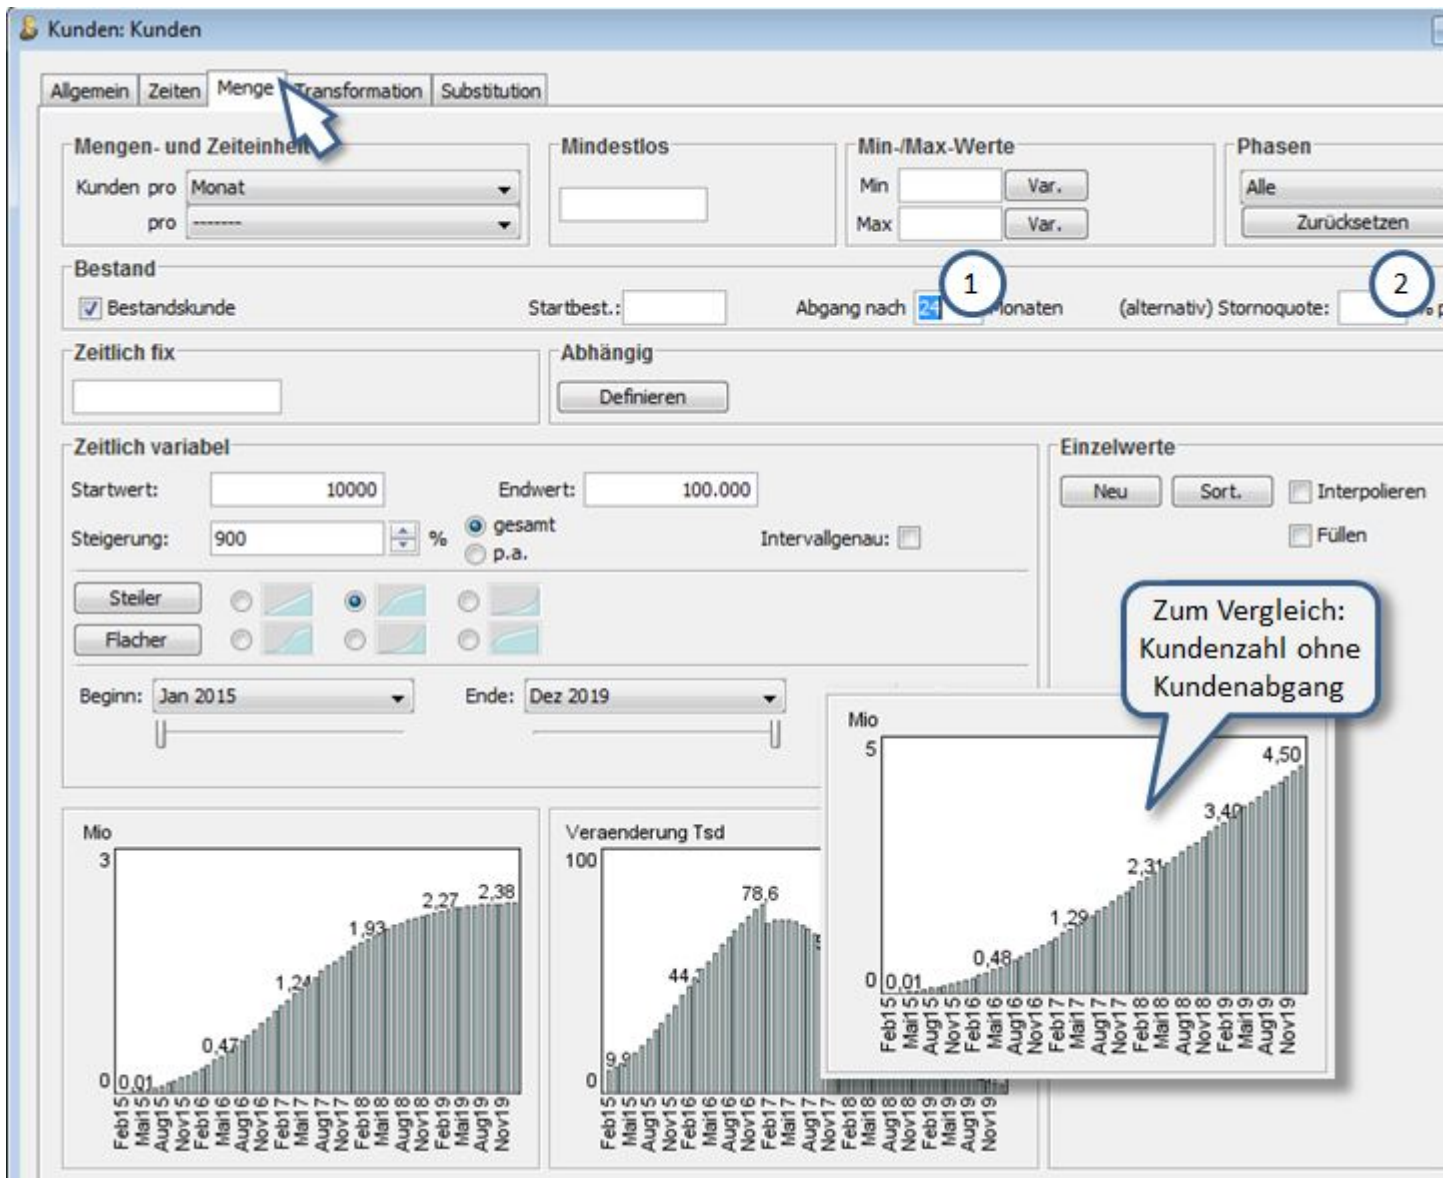 Kunden: Kunden
Allgemein Zeiten Menge Transformation Substitution
Mengen- und Zeiteinheit
Kunden pro Monat
pro -------
Mindestlos
Min-/Max-Werte
Min Var.
Max Var.
Phasen
Alle
Zurücksetzen
Bestand
Bestandskunde Startbest.: Abgang nach 24 Monaten (alternativ) Stornoquote: % p
1
2
Zeitlich fix
Abhängig
Definieren
Zeitlich variabel
Startwert: 10000 Endwert: 100.000
Steigerung: 900 % gesamt
p.a.
Intervallgenau:
Steiler
Flacher
Beginn: Jan 2015 Ende: Dez 2019
Einzelwerte
Neu Sort. Interpolieren
Füllen
Zum Vergleich:
Kundenzahl ohne
Kundenabgang
Mio
5
4,50
3,40
2,31
1,29
0,48
0 0,01
Feb15 Mai15 Aug15 Nov15 Feb16 Mai16 Aug16 Nov16 Feb17 Mai17 Aug17 Nov17 Feb18 Mai18 Aug18 Nov18 Feb19 Mai19 Aug19 Nov19
Mio
3
2,38
2,27
1,93
1,24
0,47
0 0,01
Feb15 Mai15 Aug15 Nov15 Feb16 Mai16 Aug16 Nov16 Feb17 Mai17 Aug17 Nov17 Feb18 Mai18 Aug18 Nov18 Feb19 Mai19 Aug19 Nov19
Veraenderung Tsd
100
78,6
0
Feb15 Mai15 Aug15 Nov15 Feb16 Mai16 Aug16 Nov16 Feb17 Mai17 Aug17 Nov17 Feb18 Mai18 Aug18 Nov18 Feb19 Mai19 Aug19 Nov19